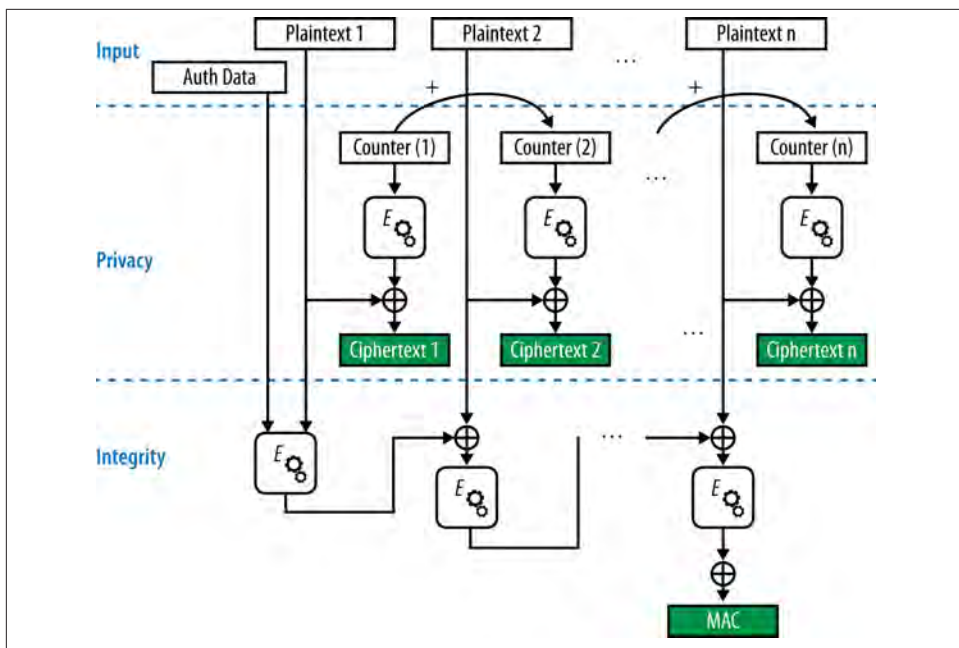 Input
Plaintext 1
Plaintext 2
...
Plaintext n
Auth Data
+
+
Counter (1)
Counter (2)
...
Counter (n)
E
E
E
Privacy
...
Ciphertext 1
Ciphertext 2
Ciphertext n
Integrity
...
E
E
E
MAC